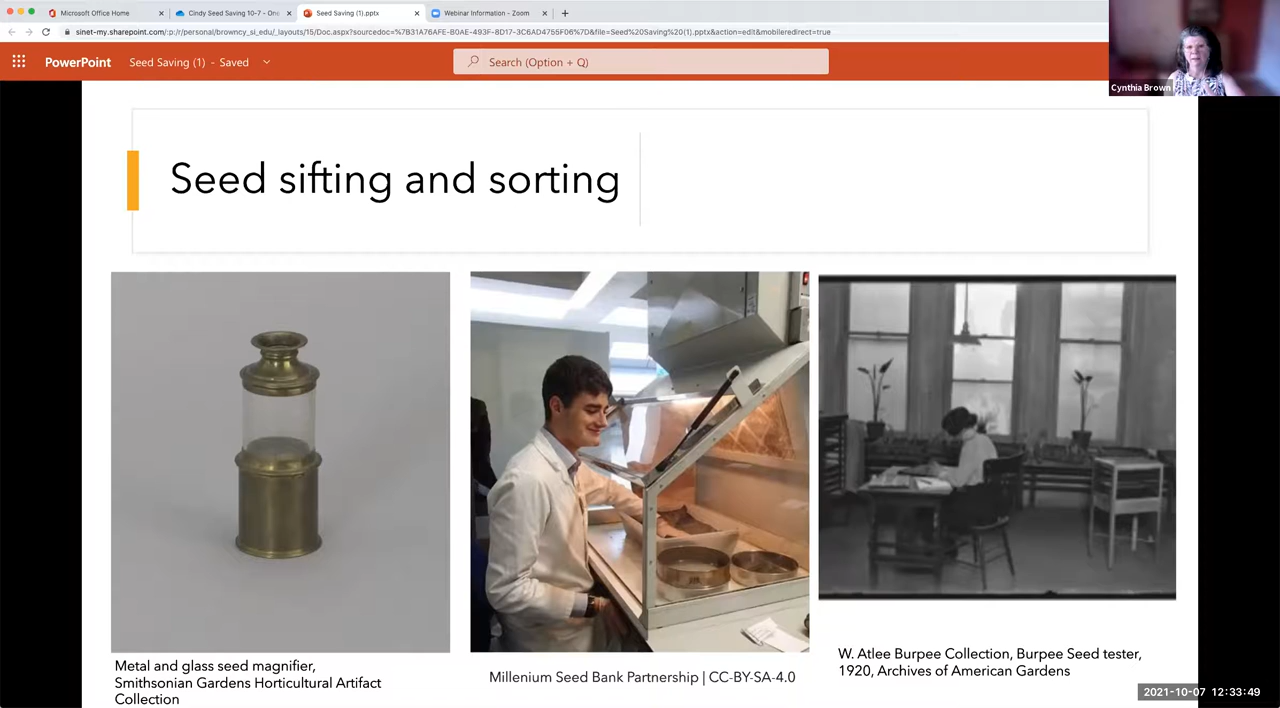 Microsoft Office Home
Cindy Seed Saving 10-7 - One
Seed Saving (1).pptx
Webinar Information - Zoom
sinet-my.sharepoint.com/:p:/r/personal/browncy_si_edu/_layouts/15/Doc.aspx?sourcedoc=%7B31A76AFE-B0AE-493F-8D17-3C6AD4755F06%7D&file=Seed%20Saving%20(1).pptx&action=edit&mobileredirect=true
PowerPoint
Seed Saving (1) - Saved
Search (Option + Q)
Cynthia Brown
Seed sifting and sorting
Metal and glass seed magnifier,
Smithsonian Gardens Horticultural Artifact
Collection
Millenium Seed Bank Partnership | CC-BY-SA-4.0
W. Atlee Burpee Collection, Burpee Seed tester,
1920, Archives of American Gardens
2021-10-07 12:33:49